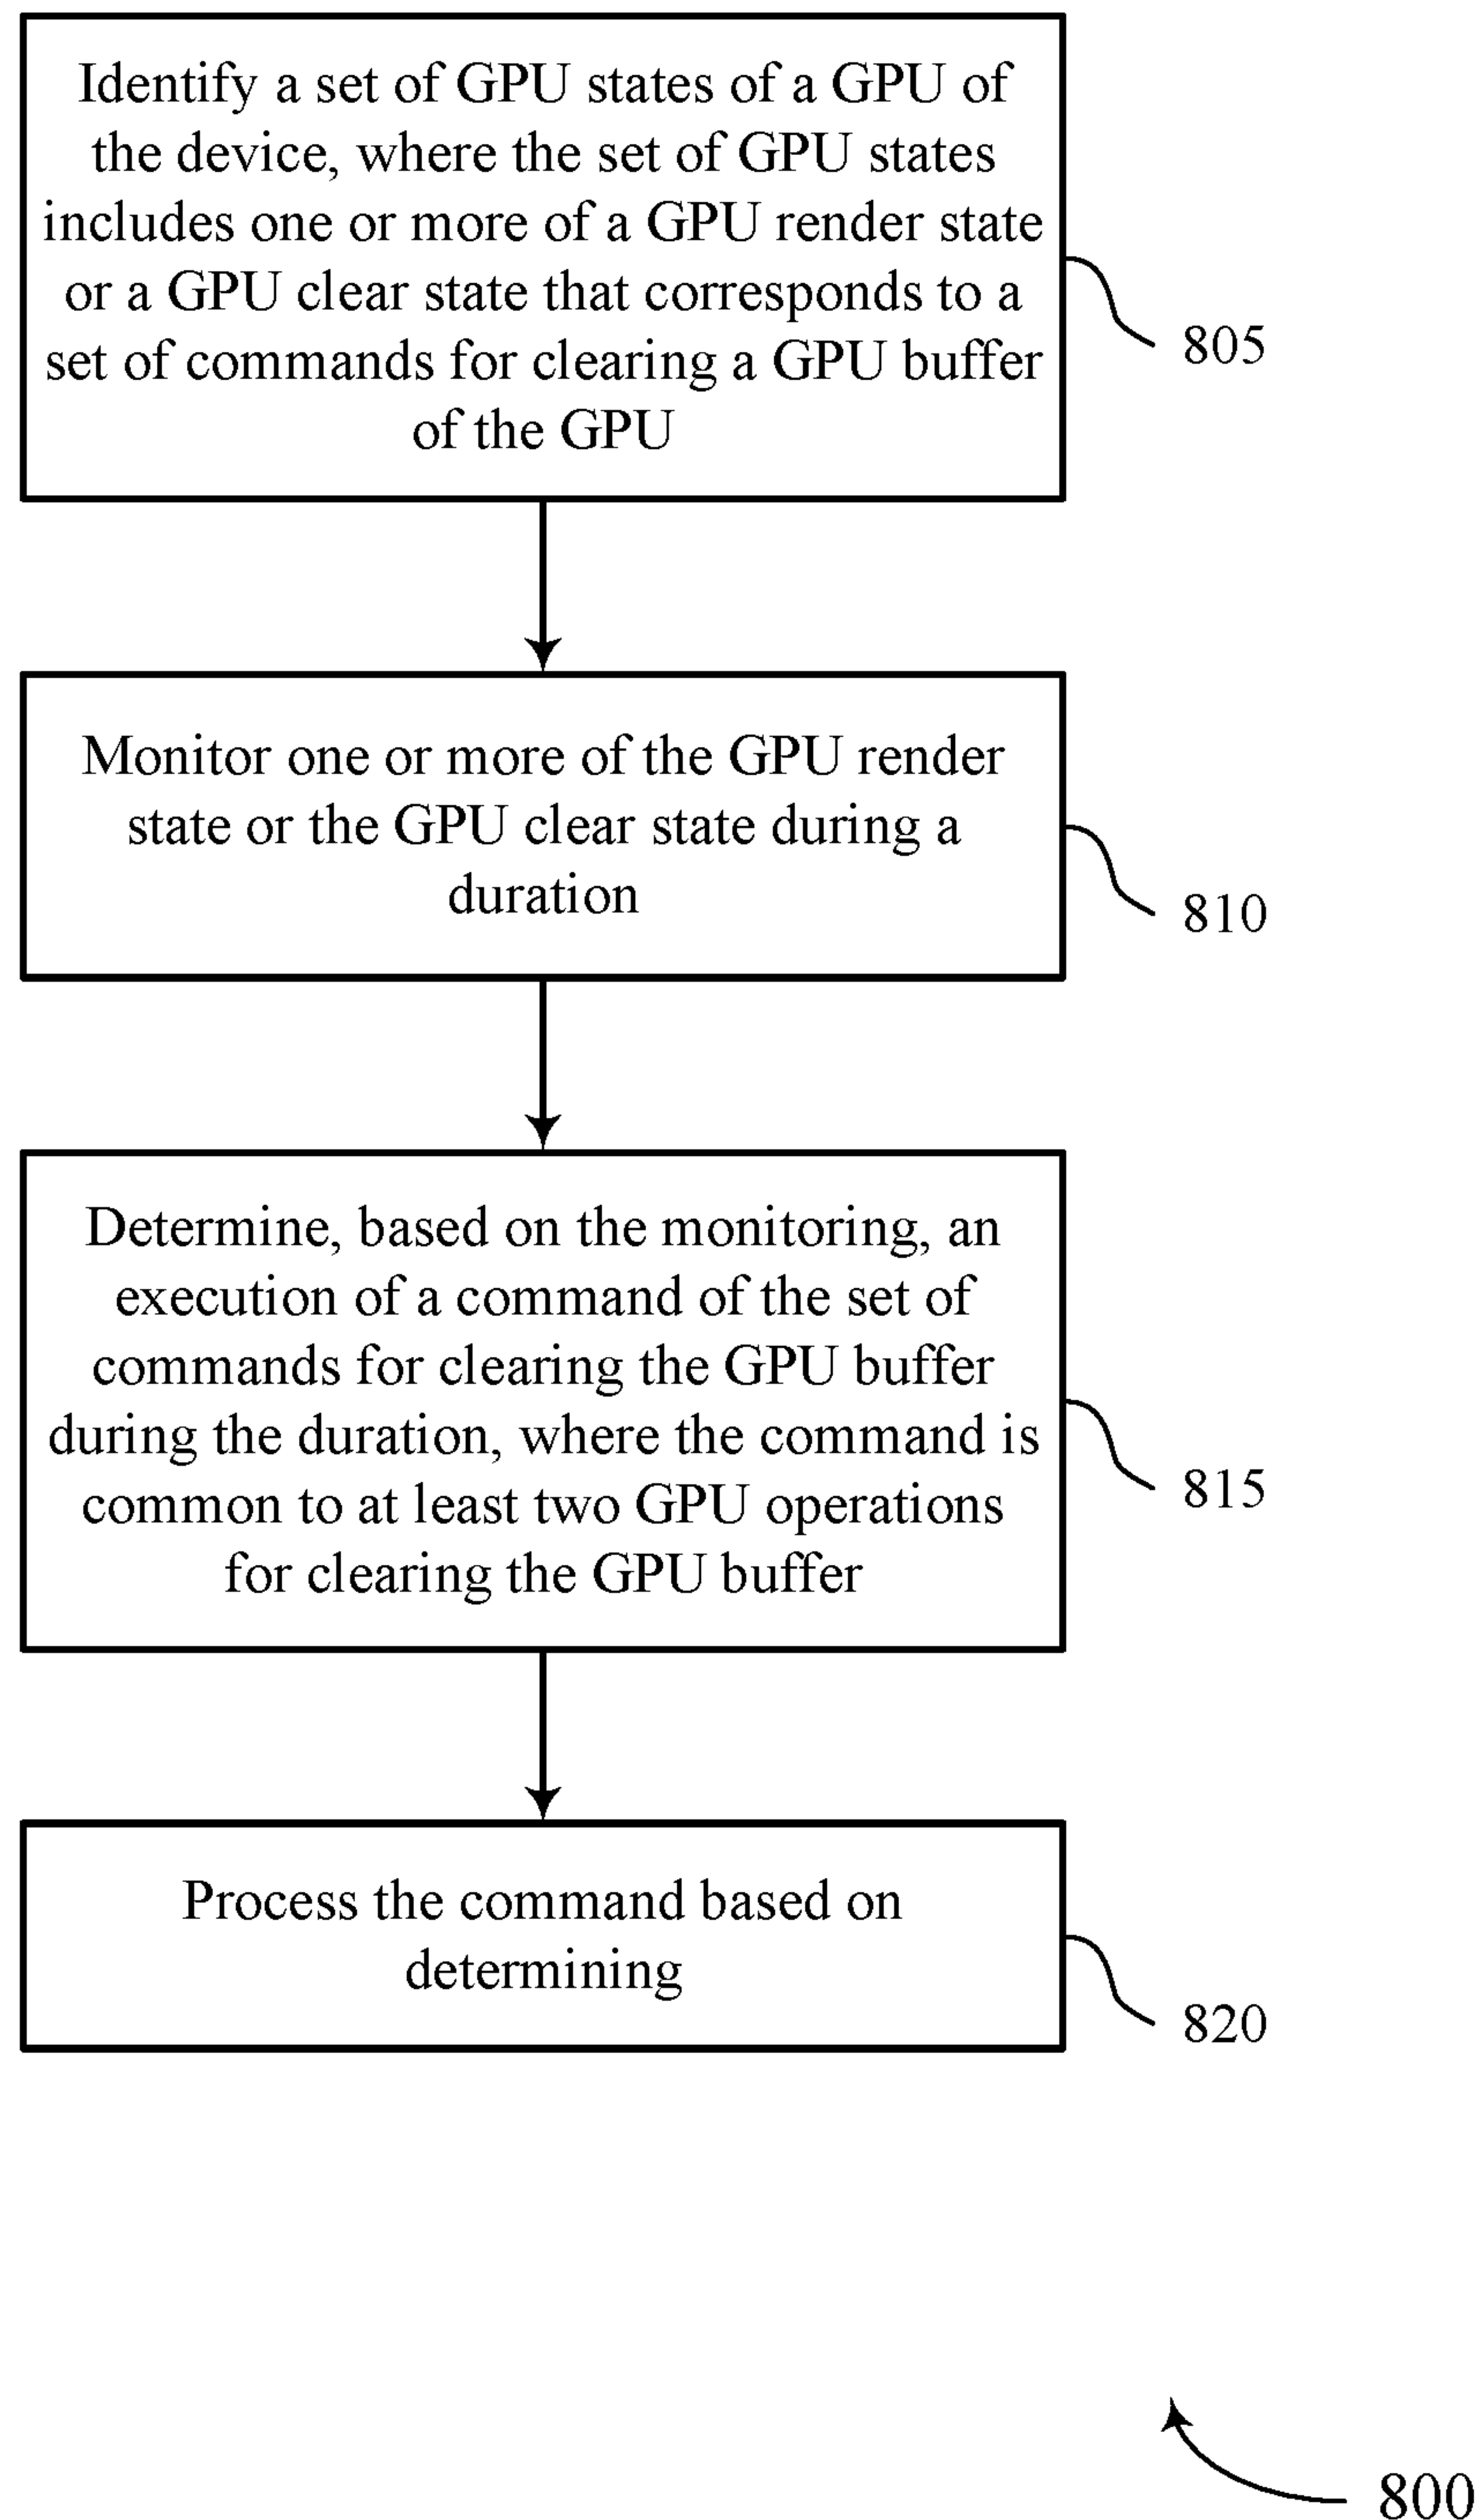 Identify a set of GPU states of a GPU of
the device, where the set of GPU states
includes one or more of a GPU render state
or a GPU clear state that corresponds to a
set of commands for clearing a GPU buffer
of the GPU
805
Monitor one or more of the GPU render
state or the GPU clear state during a
duration
810
Determine, based on the monitoring, an
execution of a command of the set of
commands for clearing the GPU buffer
during the duration, where the command is
common to at least two GPU operations
for clearing the GPU buffer
815
Process the command based on
determining
820
800